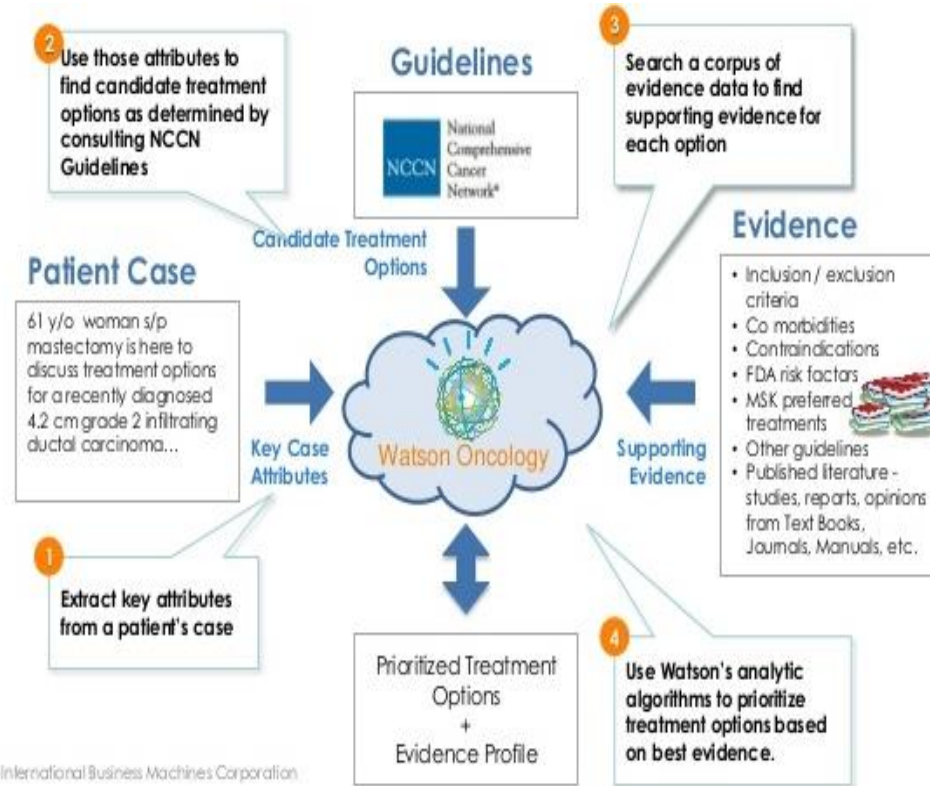 2
Use those attributes to
find candidate treatment
options as determined by
consulting NCCN
Guidelines
Guidelines
NCCN
National
Comprehensive
Cancer
Network®
3
Search a corpus of
evidence data to find
supporting evidence for
each option
Candidate Treatment
Options
Patient Case
61 y/o woman s/p
mastectomy is here to
discuss treatment options
for a recently diagnosed
4.2 cm grade 2 infiltrating
ductal carcinoma...
Key Case
Attributes
Watson Oncology
Supporting
Evidence
Evidence
• Inclusion / exclusion
criteria
• Co morbidities
• Contraindications
• FDA risk factors
• MSK preferred
treatments
• Other guidelines
• Published literature -
studies, reports, opinions
from Text Books,
Journals, Manuals, etc.
1
Extract key attributes
from a patient's case
Prioritized Treatment
Options
+
Evidence Profile
4
Use Watson's analytic
algorithms to prioritize
treatment options based
on best evidence.
International Business Machines Corporation